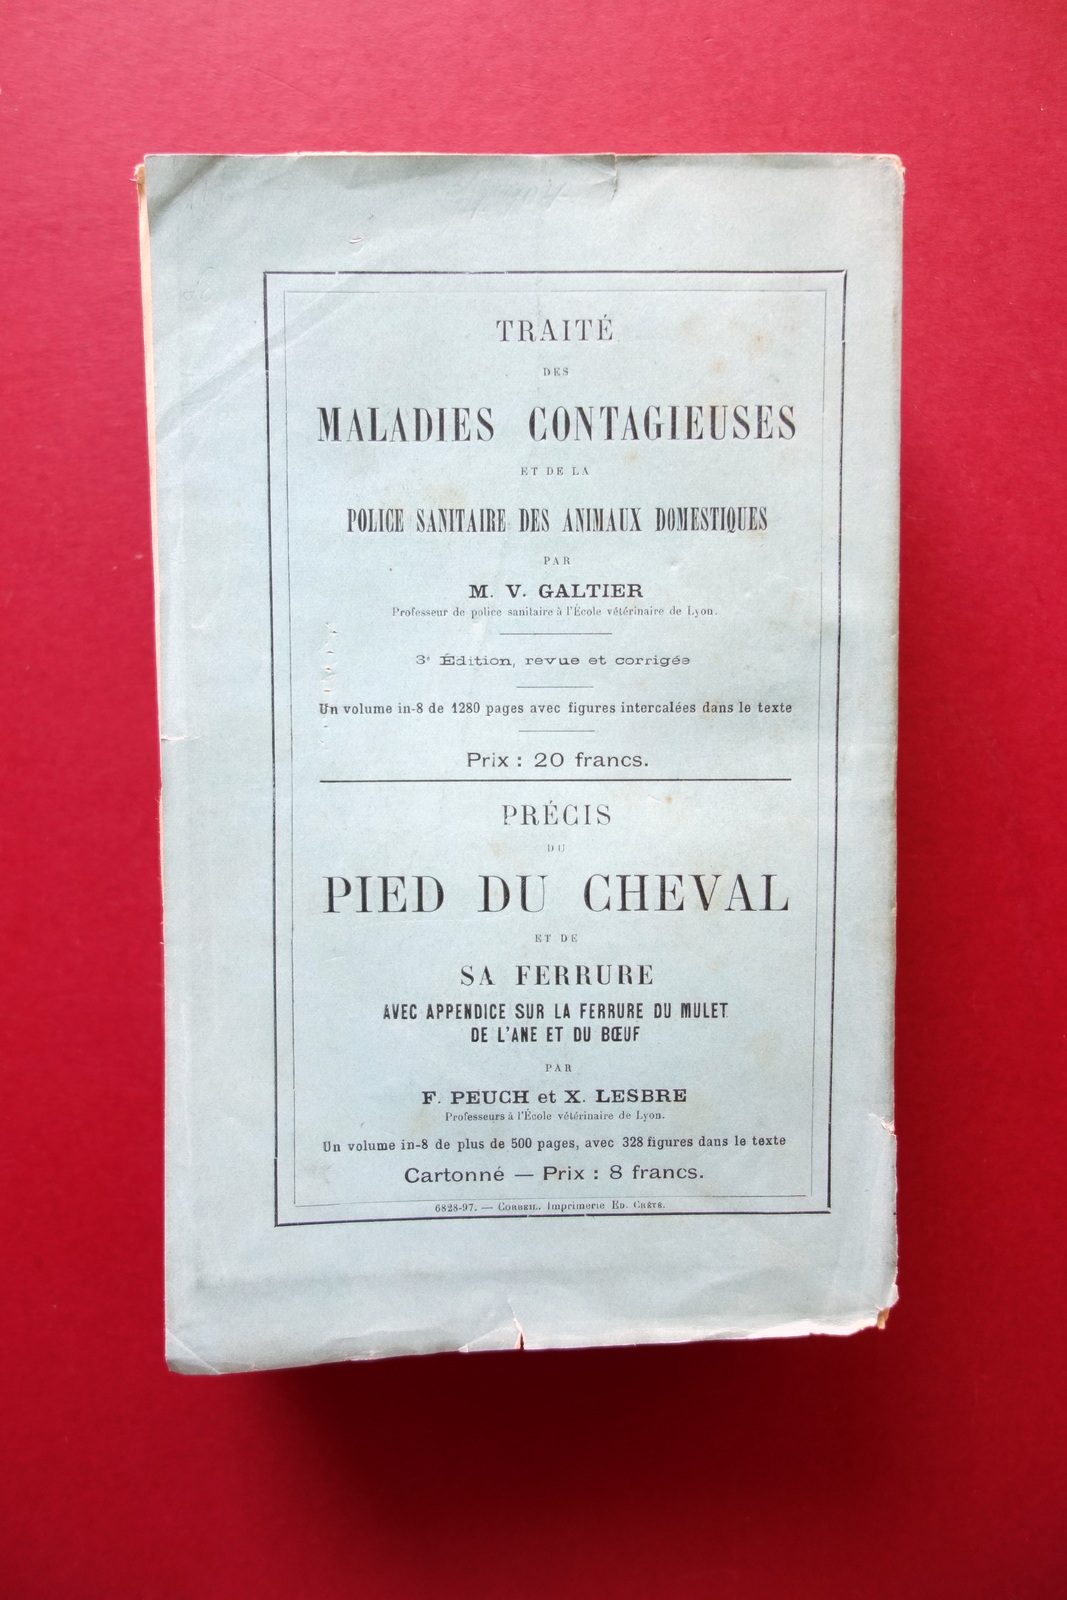 TRAITÉ
DES
MALADIES CONTAGIEUSES
ET DE LA
POLICE SANITAIRE DES ANIMAUX DOMESTIQUES
PAR
M. V. GALTIER
Professeur de police sanitaire à l'École vétérinaire de Lyon.
3e Édition, revue et corrigée
Un volume in-8 de 1280 pages avec figures intercalées dans le texte
Prix : 20 francs.
PRÉCIS
DU
PIED DU CHEVAL
ET DE
SA FERRURE
AVEC APPENDICE SUR LA FERRURE DU MULET
DE L'ANE ET DU BŒUF
PAR
F. PEUCH et X. LESBRE
Professeurs à l'École vétérinaire de Lyon.
Un volume in-8 de plus de 500 pages, avec 328 figures dans le texte
Cartonné — Prix : 8 francs.
6828-97. — CORBEIL. Imprimerie ÉD. CRÉTÉ.